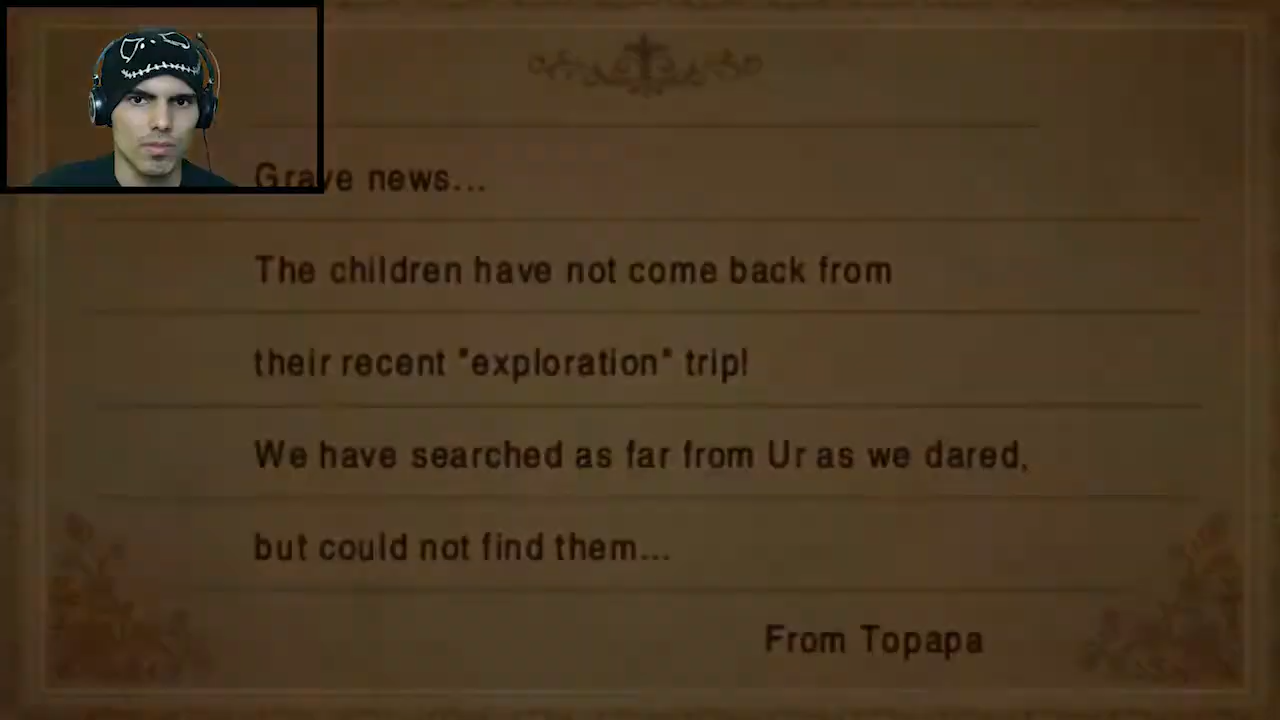 Grave news...
The children have not come back from
their recent "exploration" trip!
We have searched as far from Ur as we dared,
but could not find them...
From Topapa